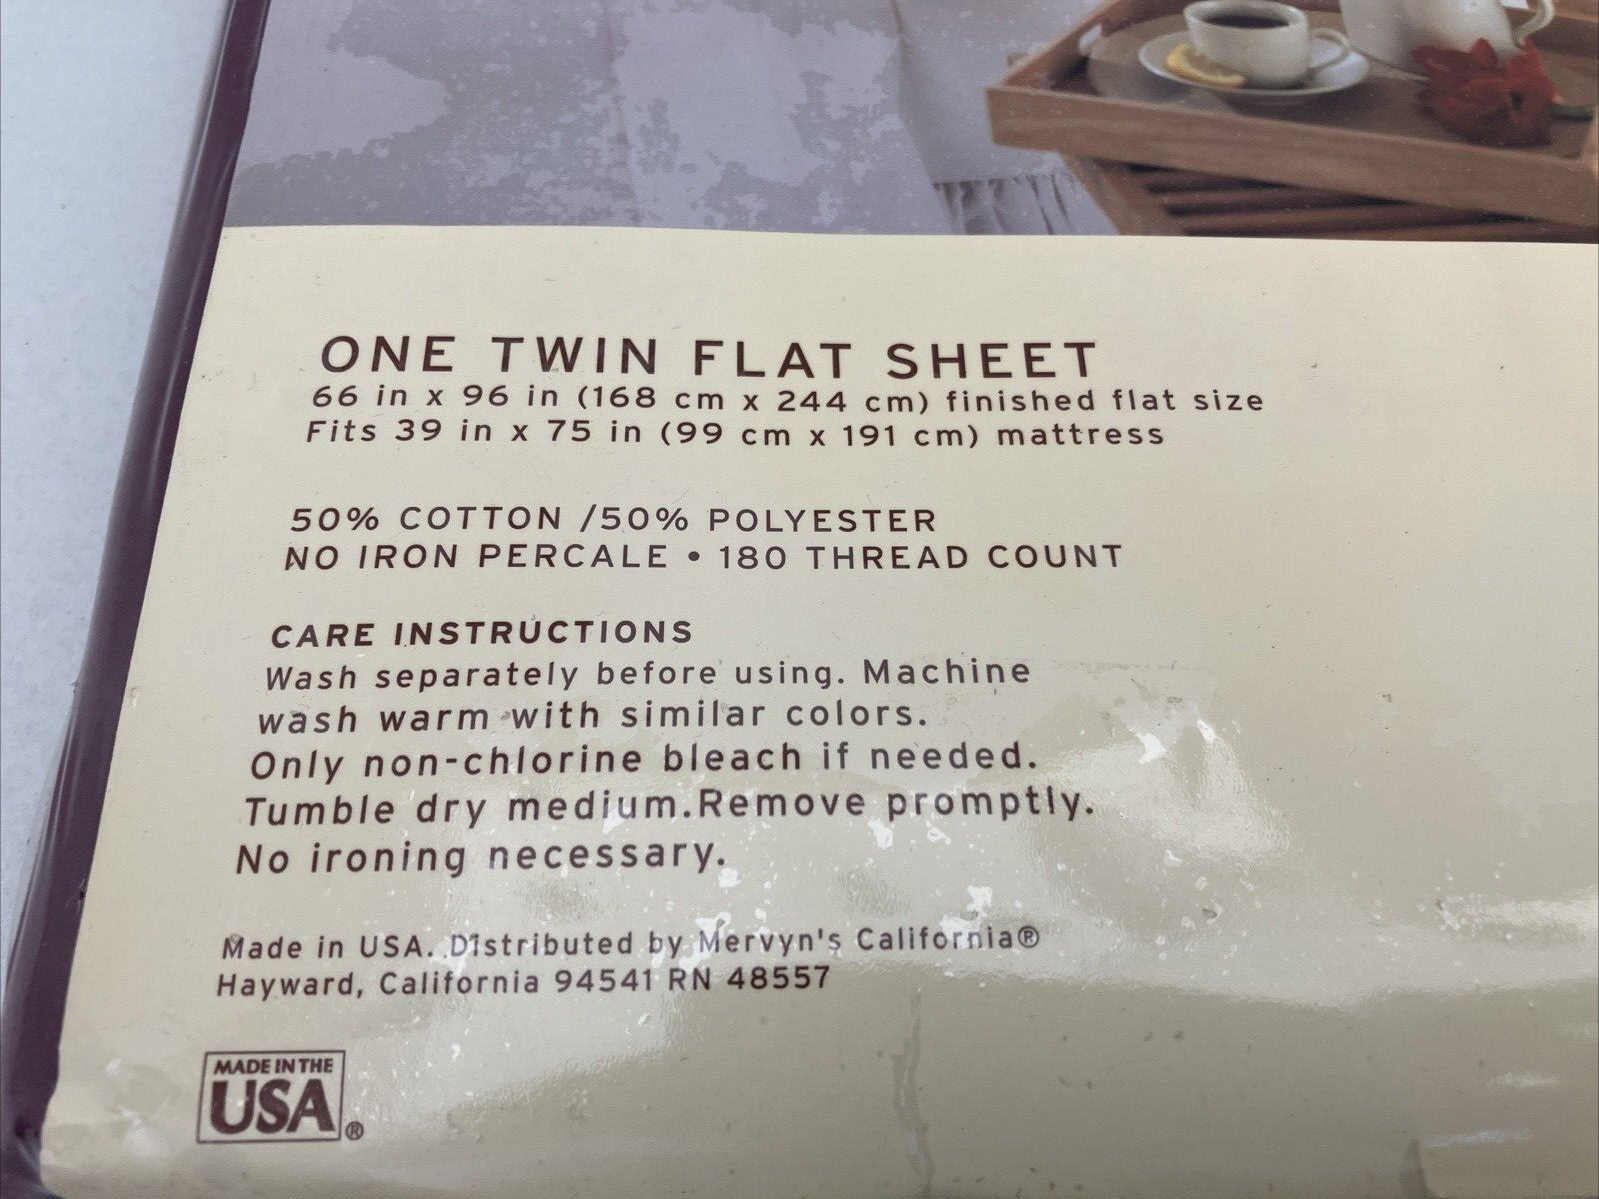 ONE TWIN FLAT SHEET
66 in x 96 in (168 cm x 244 cm) finished flat size
Fits 39 in x 75 in (99 cm x 191 cm) mattress
50% COTTON /50% POLYESTER
NO IRON PERCALE • 180 THREAD COUNT
CARE INSTRUCTIONS
Wash separately before using. Machine
wash warm with similar colors.
Only non-chlorine bleach if needed.
Tumble dry medium.Remove promptly.
No ironing necessary.
Made in USA. Distributed by Mervyn's California®
Hayward, California 94541 RN 48557
MADE IN THE
USA®